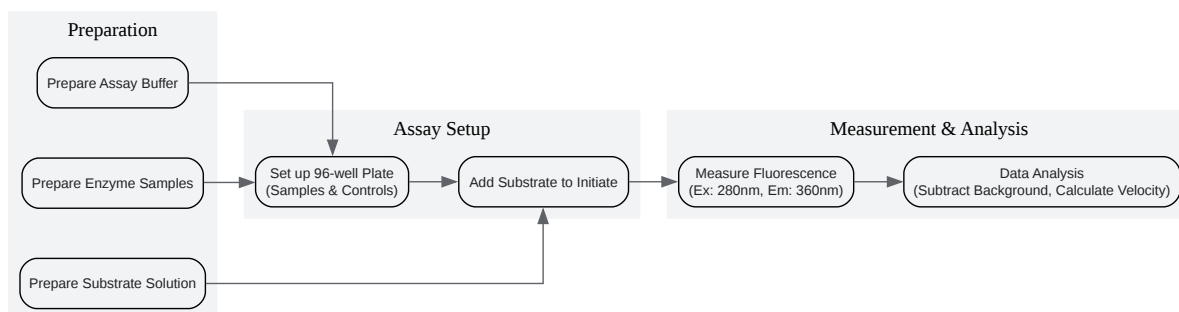 Preparation
Prepare Assay Buffer
Prepare Enzyme Samples
Prepare Substrate Solution
Assay Setup
Set up 96-well Plate
(Samples & Controls)
Add Substrate to Initiate
Measurement & Analysis
Measure Fluorescence
(Ex: 280nm, Em: 360nm)
Data Analysis
(Subtract Background, Calculate Velocity)